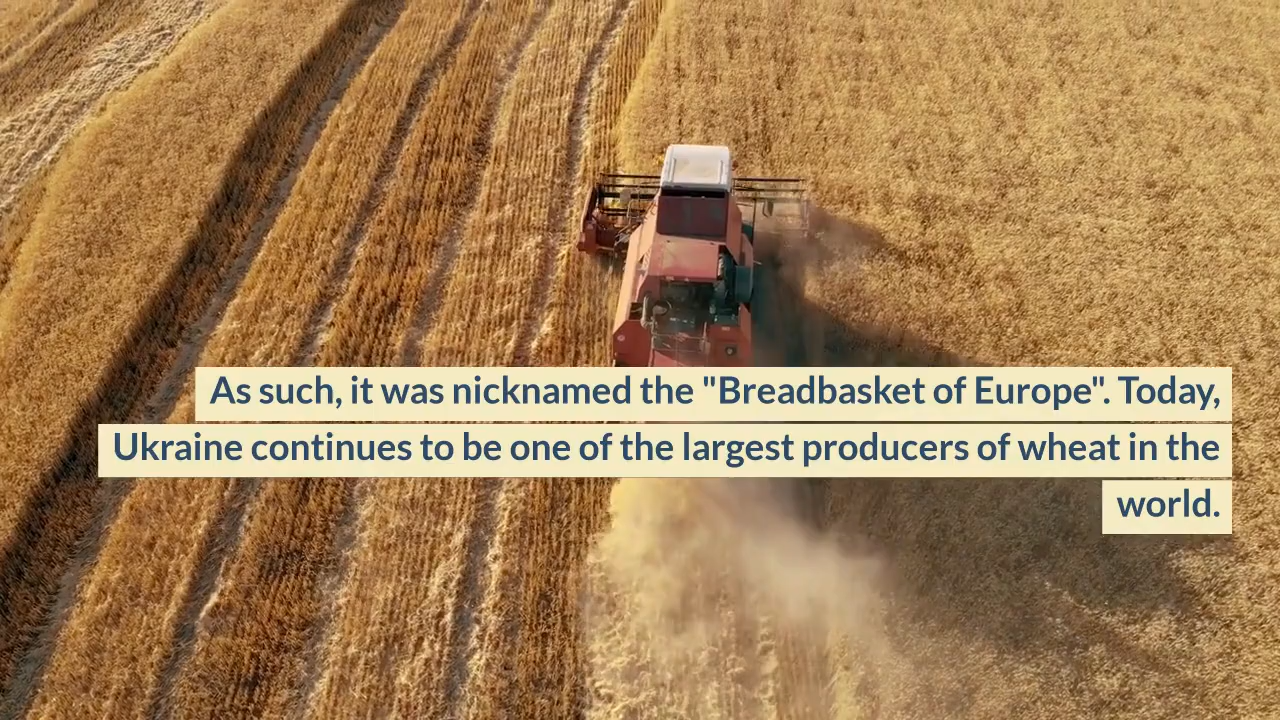 As such, it was nicknamed the "Breadbasket of Europe". Today,
Ukraine continues to be one of the largest producers of wheat in the
world.